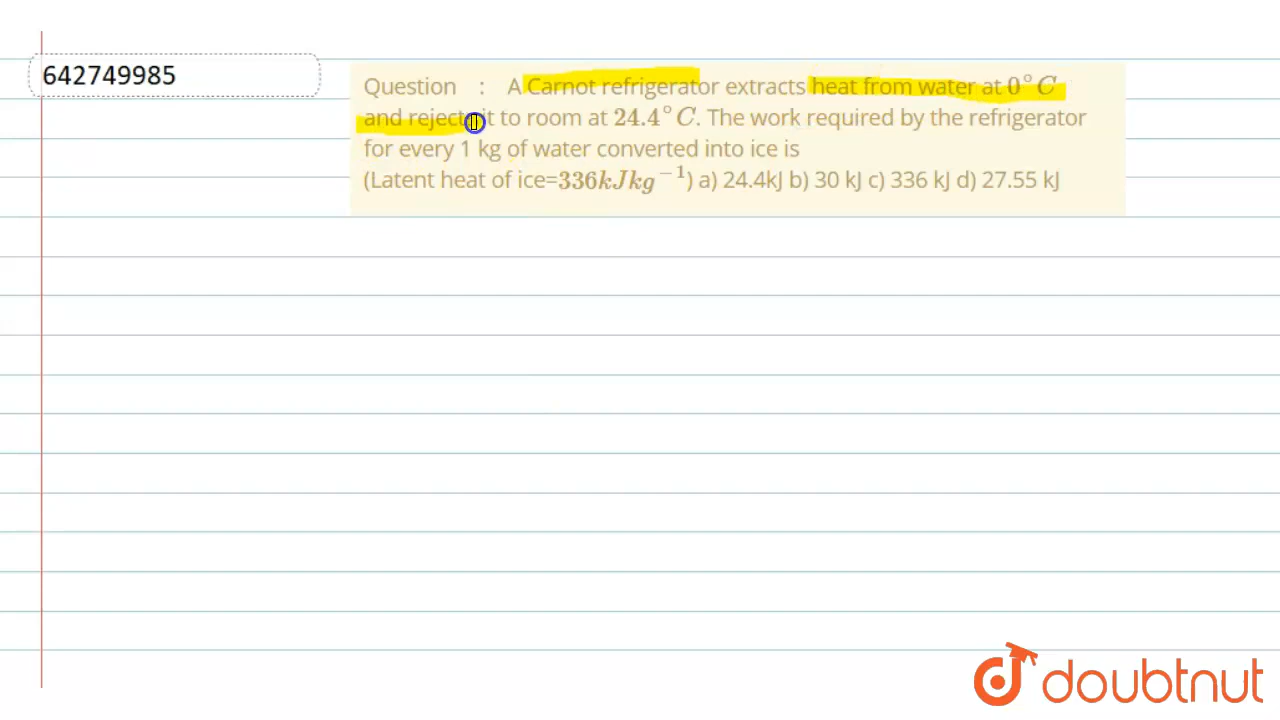 642749985
Question : A Carnot refrigerator extracts heat from water at 0°C
and rejects it to room at 24.4°C. The work required by the refrigerator
for every 1 kg of water converted into ice is
(Latent heat of ice=336kJkg⁻¹) a) 24.4kJ b) 30 kJ c) 336 kJ d) 27.55 kJ
doubtnut